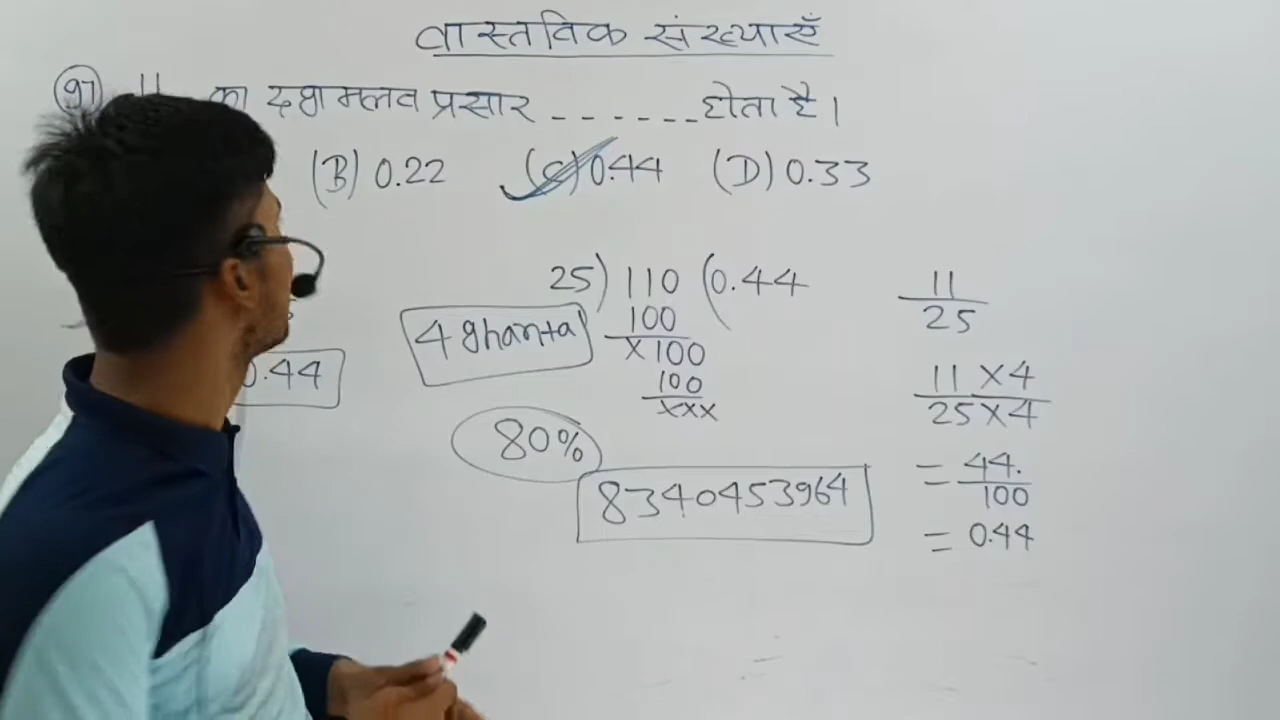 वास्तविक संख्याएँ
97 11 का दशमलव प्रसार ------ होता है।
(B) 0.22 (C) 0.44 (D) 0.33
25) 110 (0.44
100
×100
100
×××
4 ghanta
0.44
80%
8340453964
11
25
11 × 4
25 × 4
= 44.
100
= 0.44